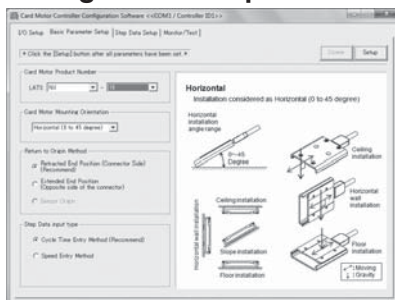 Card Motor Controller Configuration Software <<COM1 / Controller ID1>>
I/O Setup | Basic Parameter Setup | Step Data Setup | Monitor/Test |
* Click the [Setup] button after all parameters have been set. *
Setup
Card Motor Product Number
LAT3
Card Motor Mounting Orientation
Horizontal (0 to 45 degree)
Return to Origin Method
Retracted End Position (Connector Side)
(Recommend)
Extended End Position
(Opposite side of the connector)
Sensor Origin
Step Data input type
Cycle Time Entry Method (Recommend)
Speed Entry Method
Horizontal
Installation considered as Horizontal (0 to 45 degree)
Horizontal
installation
angle range
0~45
Degree
Ceiling
installation
Horizontal wall installation
Ceiling installation
Slope installation
Floor installation
Horizontal
wall
installation
Floor
installation
:Moving
:Gravity